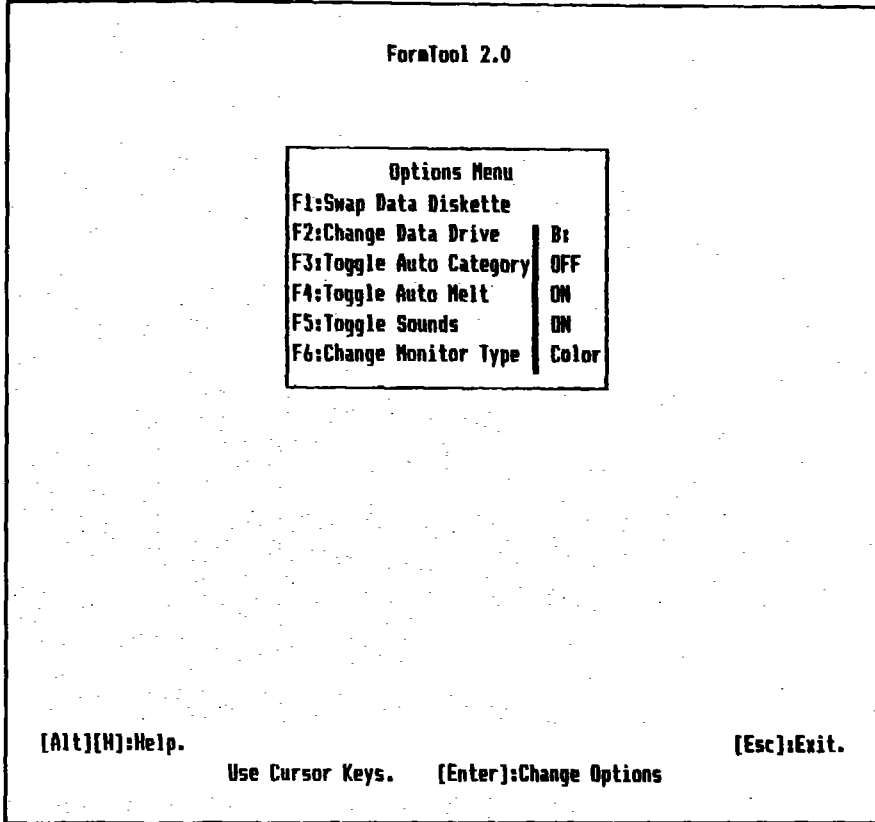 FormTool 2.0
Options Menu
F1:Swap Data Diskette
F2:Change Data Drive B:
F3:Toggle Auto Category OFF
F4:Toggle Auto Melt ON
F5:Toggle Sounds ON
F6:Change Monitor Type Color
[Alt][H]:Help. [Esc]:Exit.
Use Cursor Keys. [Enter]:Change Options